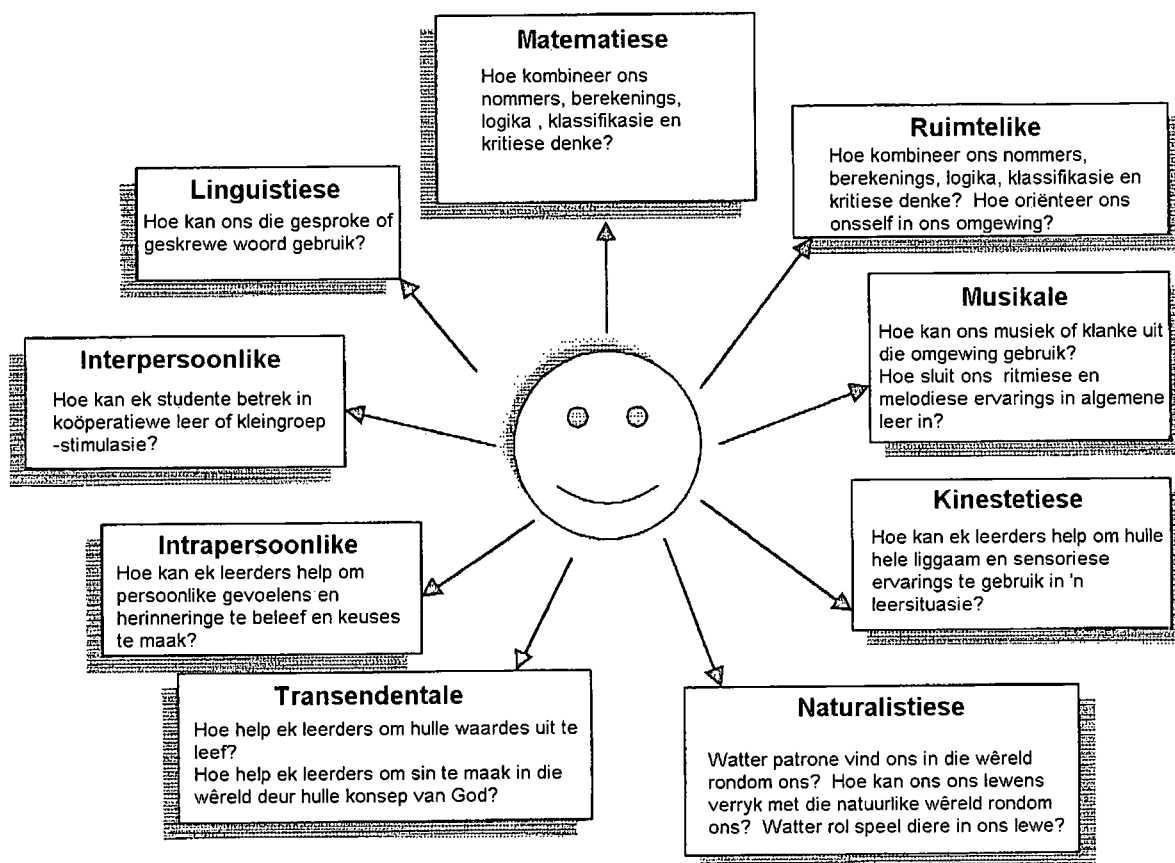 Matematiese
Hoe kombineer ons
nommers, berekenings,
logika , klassifikasie en
kritiese denke?
Ruimtelike
Hoe kombineer ons nommers,
berekenings, logika, klassifikasie en
kritiese denke? Hoe oriënteer ons
onsself in ons omgewing?
Linguistiese
Hoe kan ons die gesproke of
geskrewe woord gebruik?
Musikale
Hoe kan ons musiek of klanke uit
die omgewing gebruik?
Hoe sluit ons ritmiese en
melodiese ervarings in algemene
leer in?
Interpersoonlike
Hoe kan ek studente betrek in
koöperatiewe leer of kleingroep
-stimulasie?
Kinestetiese
Hoe kan ek leerders help om hulle
hele liggaam en sensoriese
ervarings te gebruik in 'n
leersituasie?
Intrapersoonlike
Hoe kan ek leerders help om
persoonlike gevoelens en
herinneringe te beleef en keuses
te maak?
Transendentale
Hoe help ek leerders om hulle waardes uit te
leef?
Hoe help ek leerders om sin te maak in die
wêreld deur hulle konsep van God?
Naturalistiese
Watter patrone vind ons in die wêreld
rondom ons? Hoe kan ons ons lewens
verryk met die natuurlike wêreld rondom
ons? Watter rol speel diere in ons lewe?